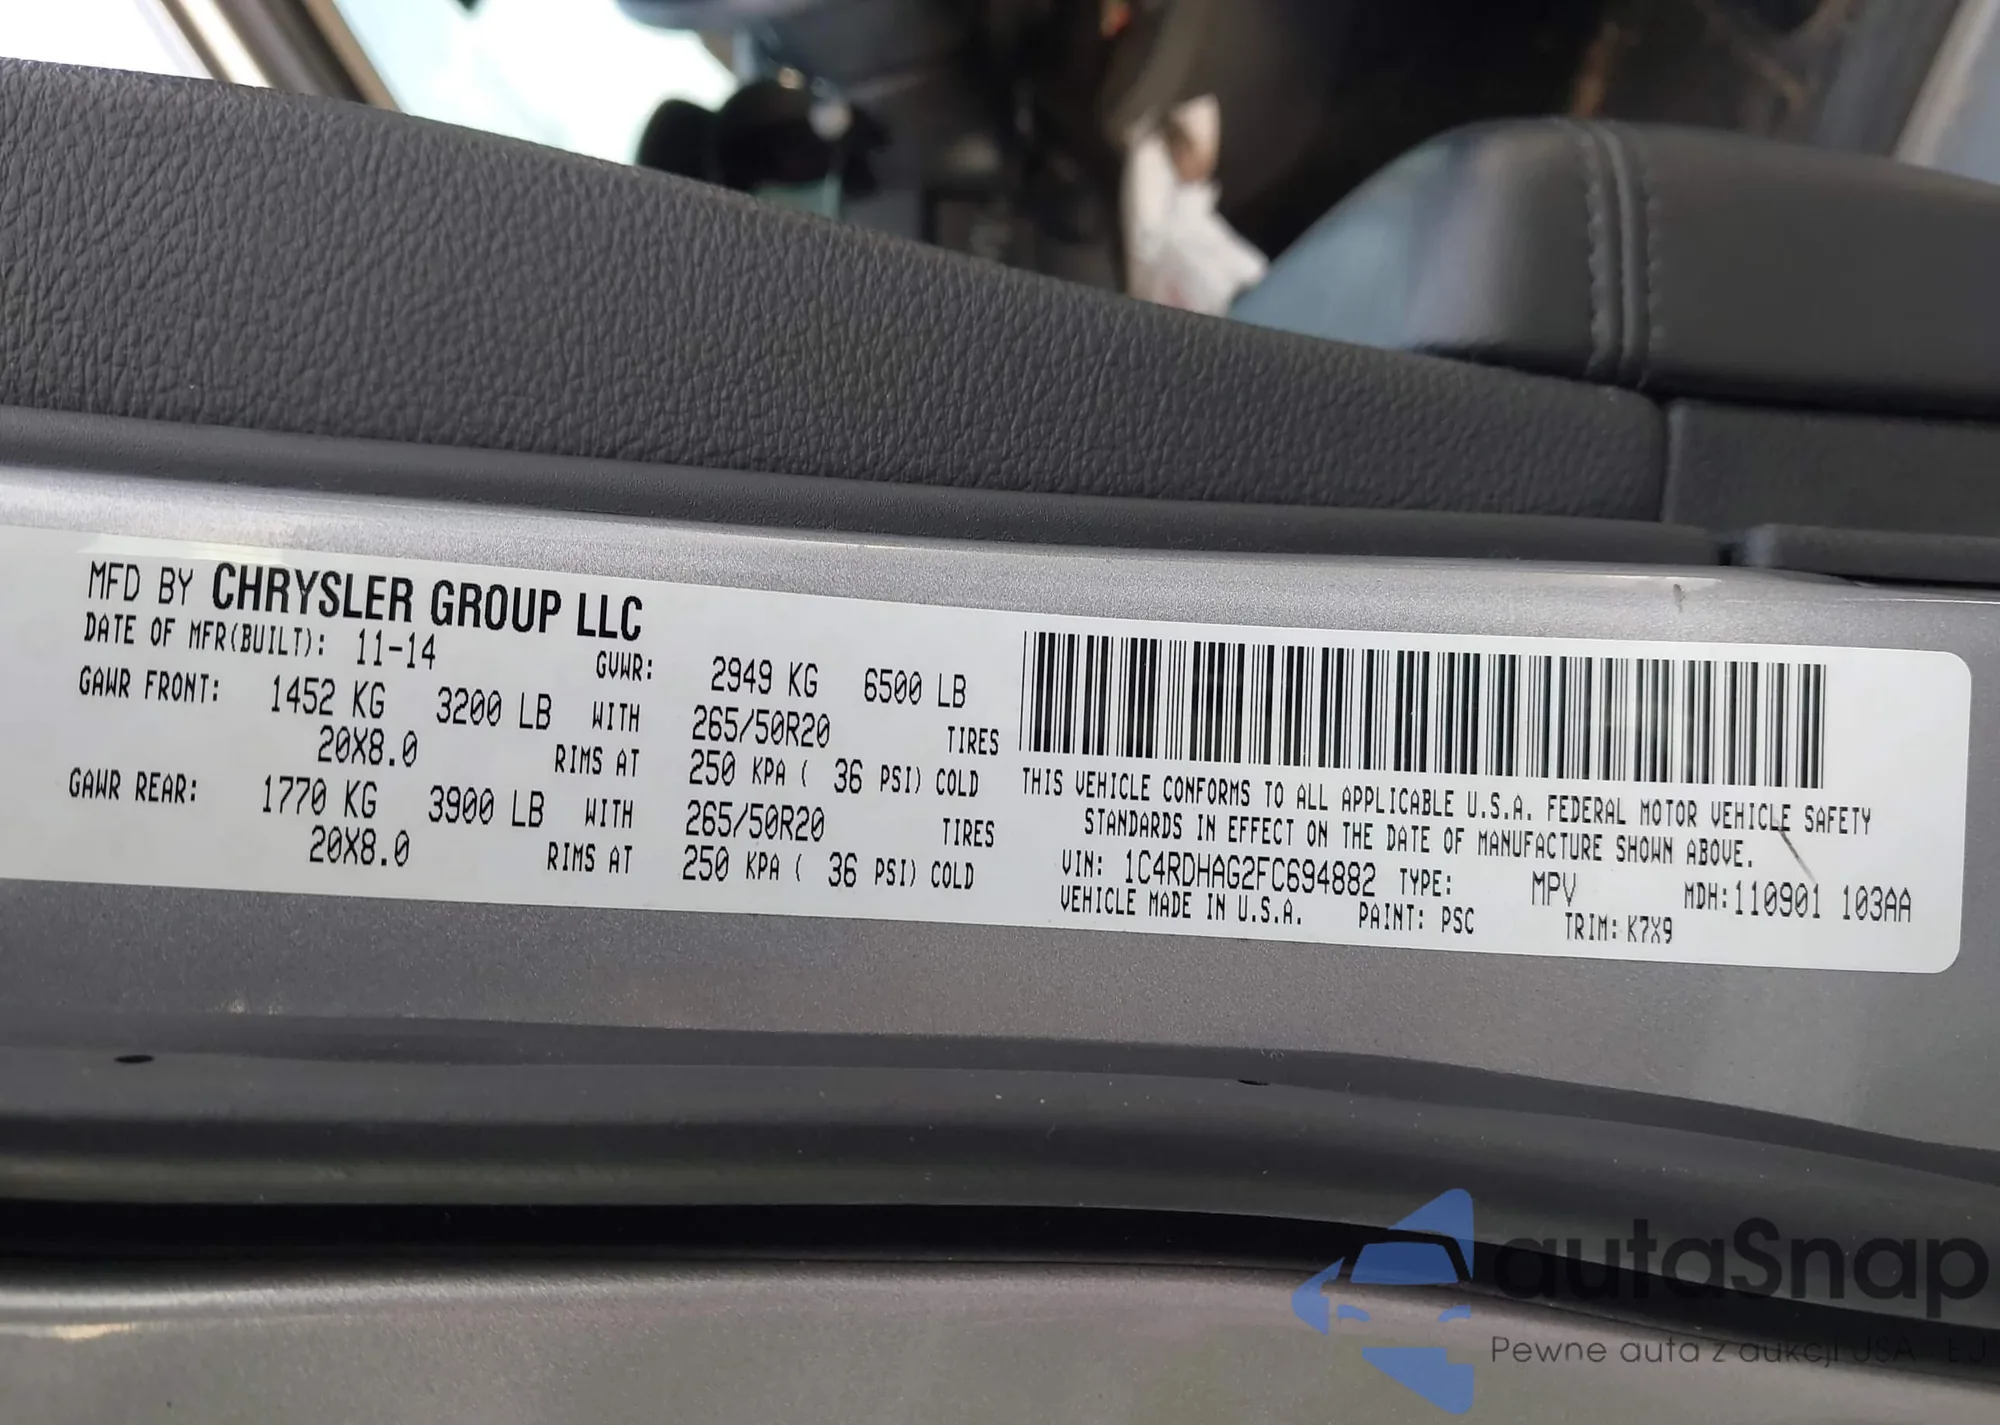 MFD BY CHRYSLER GROUP LLC
DATE OF MFR(BUILT): 11-14 GVWR: 2949 KG 6500 LB
GAWR FRONT: 1452 KG 3200 LB WITH 265/50R20 TIRES
20X8.0 RIMS AT 250 KPA ( 36 PSI) COLD
GAWR REAR: 1770 KG 3900 LB WITH 265/50R20 TIRES
20X8.0 RIMS AT 250 KPA ( 36 PSI) COLD
THIS VEHICLE CONFORMS TO ALL APPLICABLE U.S.A. FEDERAL MOTOR VEHICLE SAFETY
STANDARDS IN EFFECT ON THE DATE OF MANUFACTURE SHOWN ABOVE.
VIN: 1C4RDHAG2FC694882 TYPE: MPV MDH:110901 103AA
VEHICLE MADE IN U.S.A. PAINT: PSC TRIM: K7X9
autaSnap
Pewne auta z aukcji USA i EU